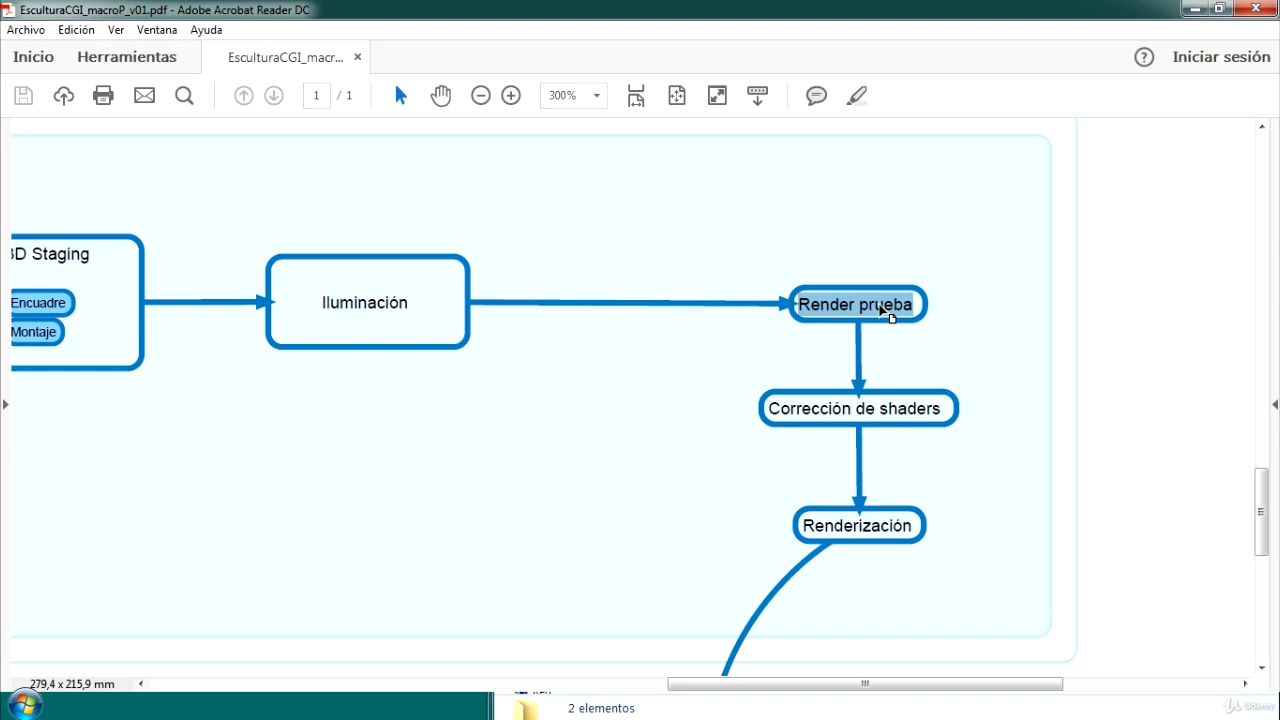 EsculturaCGI_macroP_v01.pdf - Adobe Acrobat Reader DC
Archivo Edición Ver Ventana Ayuda
Inicio Herramientas EsculturaCGI_macr... × ? Iniciar sesión
1 / 1 300%
3D Staging
Encuadre
Montaje
Iluminación
Render prueba
Corrección de shaders
Renderización
279,4 x 215,9 mm
2 elementos
Udemy